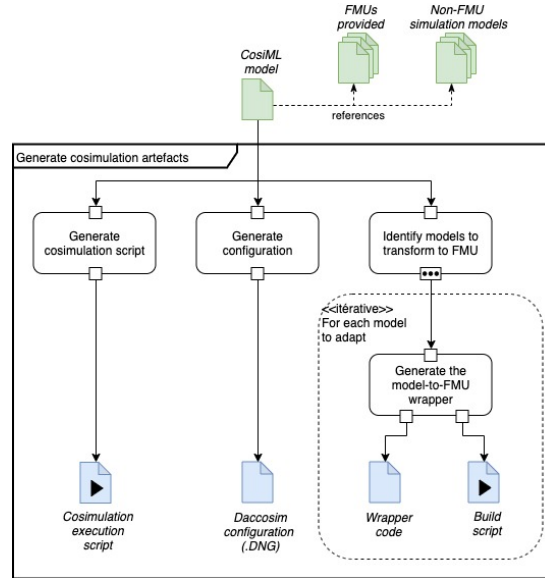 FMUs
provided
Non-FMU
simulation models
CosiML
model
references
Generate cosimulation artefacts
Generate
cosimulation script
Generate
configuration
Identify models to
transform to FMU
<<itérative>>
For each model
to adapt
Generate the
model-to-FMU
wrapper
Cosimulation
execution
script
Daccosim
configuration
(.DNG)
Wrapper
code
Build
script